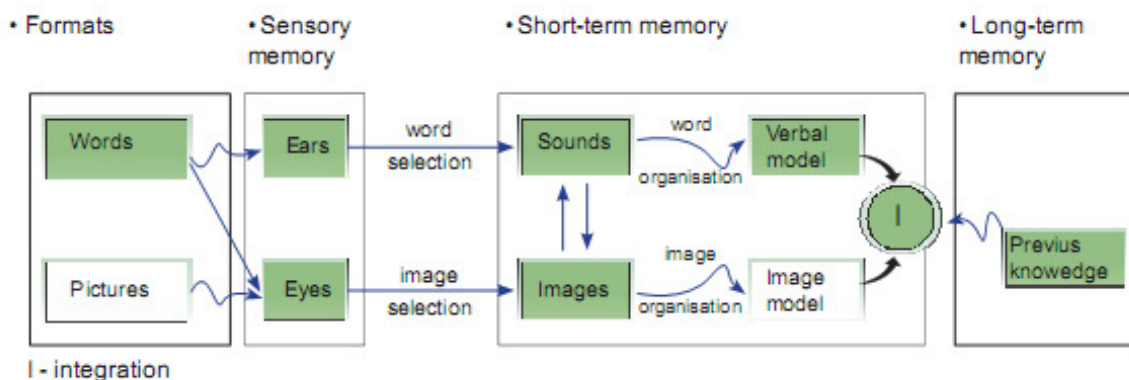 • Formats
• Sensory
memory
• Short-term memory
• Long-term
memory
Words
Ears
word
selection
Sounds
word
organisation
Verbal
model
I
Previus
knowedge
Pictures
Eyes
image
selection
Images
image
organisation
Image
model
I - integration